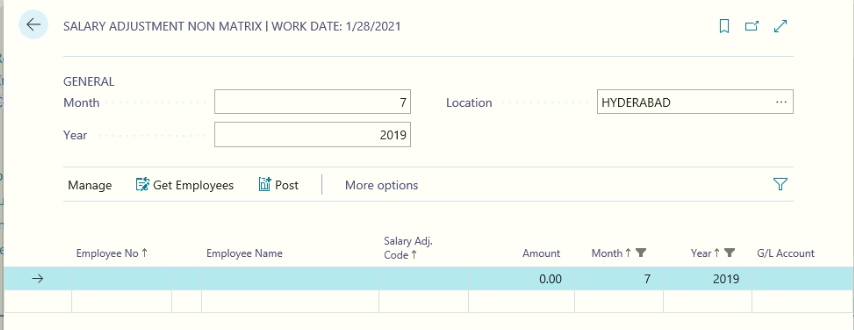 SALARY ADJUSTMENT NON MATRIX | WORK DATE: 1/28/2021
GENERAL
Month 7 Location HYDERABAD ...
Year 2019
Manage Get Employees Post More options
Employee No ↑ Employee Name Salary Adj. Code ↑ Amount Month ↑ Year ↑ G/L Account
0.00 7 2019